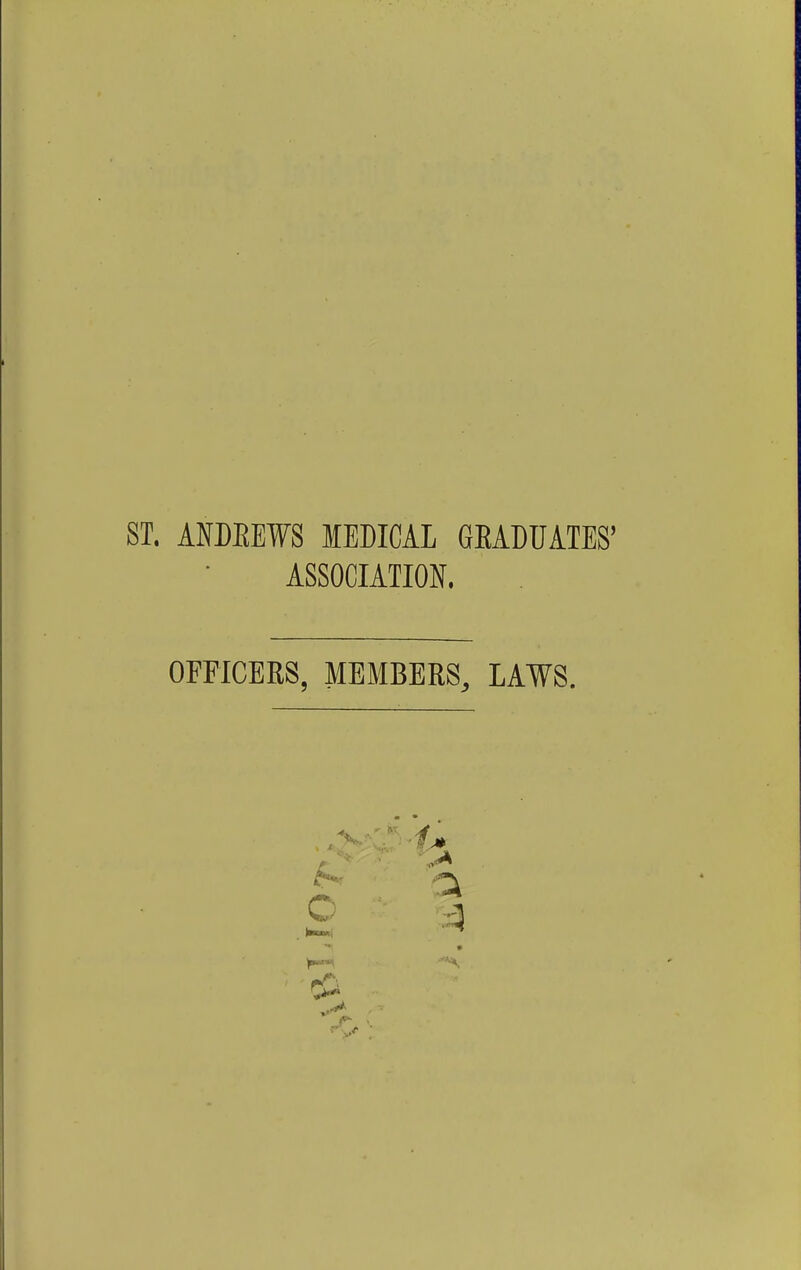 ST. ANDREWS MEDICAL GRADUATES'
ASSOCIATION.
OFFICERS, MEMBERS, LAWS.